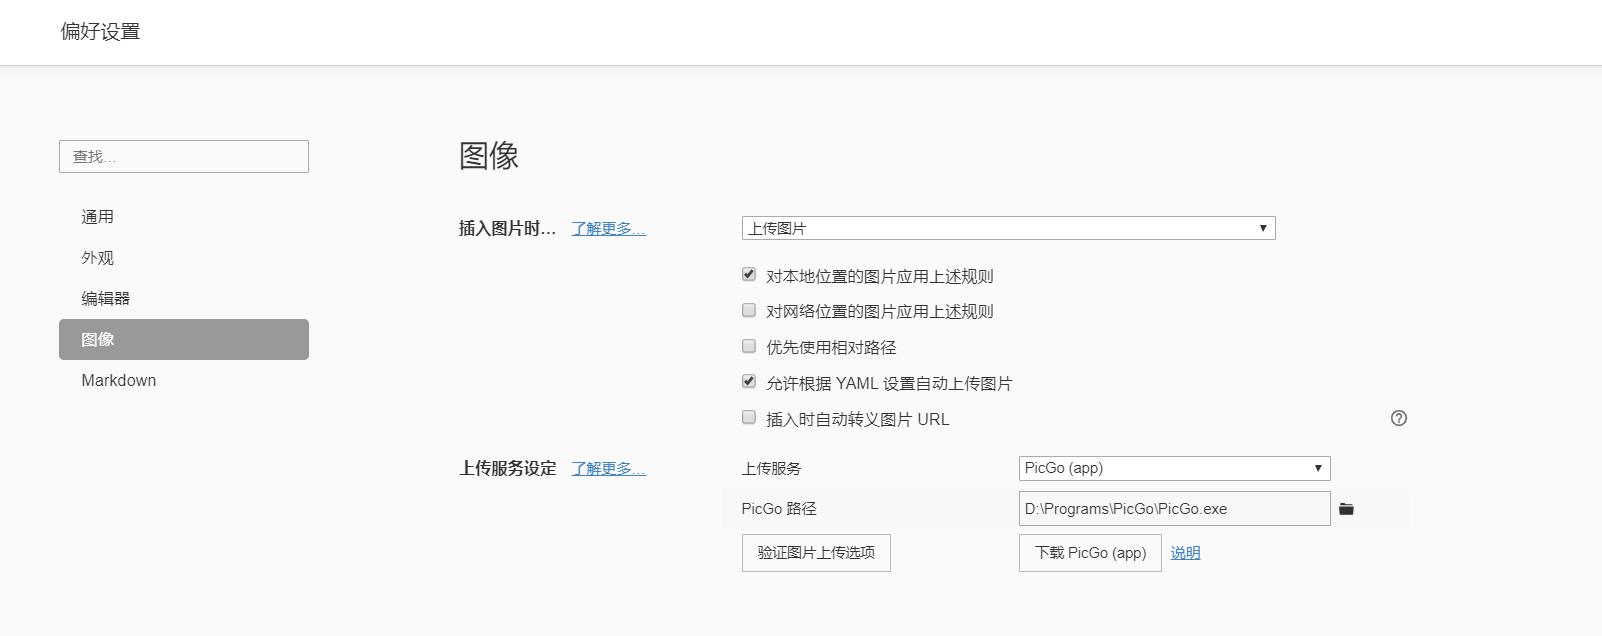 偏好设置
查找...
通用
外观
编辑器
图像
Markdown
图像
插入图片时... 了解更多... 上传图片
对本地位置的图片应用上述规则
对网络位置的图片应用上述规则
优先使用相对路径
允许根据 YAML 设置自动上传图片
插入时自动转义图片 URL
上传服务设定 了解更多... 上传服务 PicGo (app)
PicGo 路径 D:\Programs\PicGo\PicGo.exe
验证图片上传选项 下载 PicGo (app) 说明